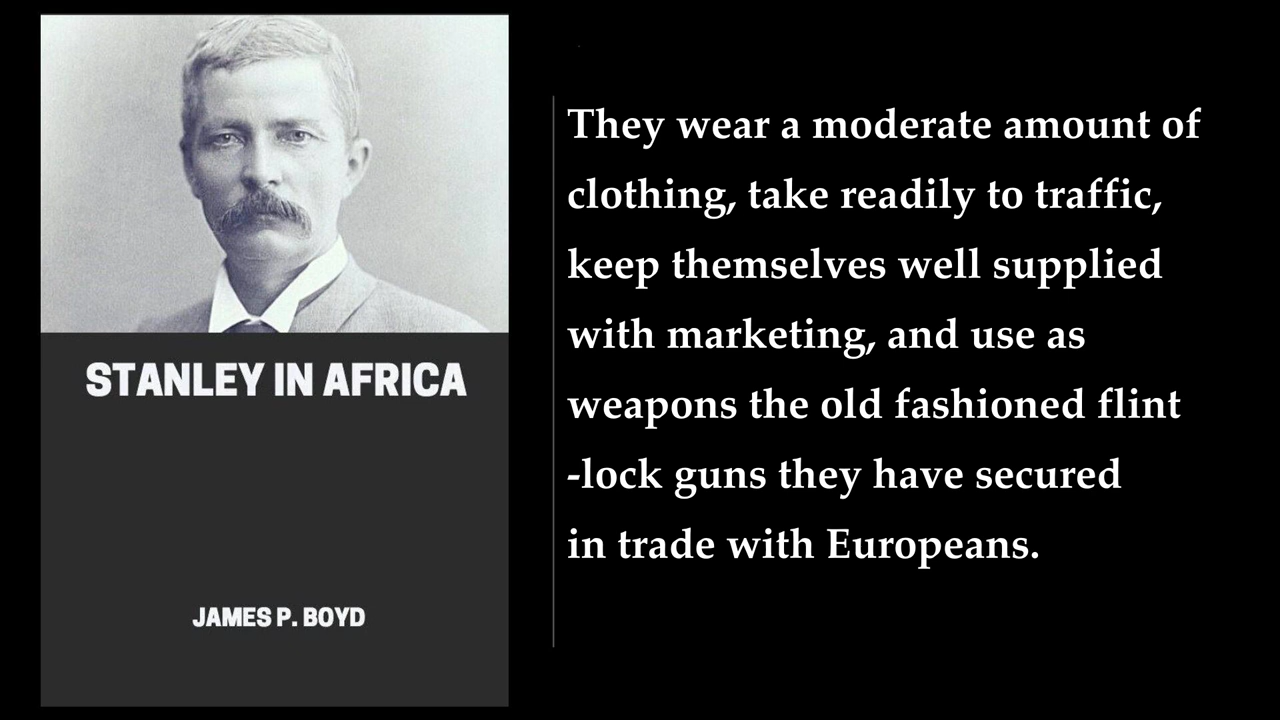 STANLEY IN AFRICA
JAMES P. BOYD
They wear a moderate amount of
clothing, take readily to traffic,
keep themselves well supplied
with marketing, and use as
weapons the old fashioned flint
-lock guns they have secured
in trade with Europeans.